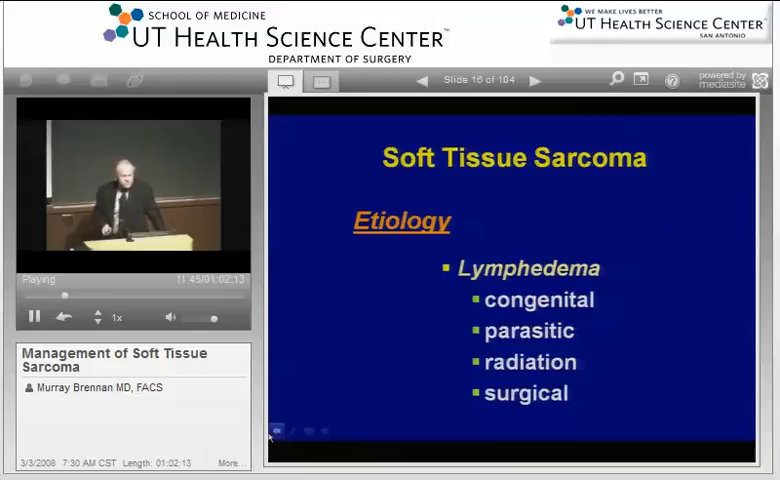 SCHOOL OF MEDICINE
UT HEALTH SCIENCE CENTER™
DEPARTMENT OF SURGERY
WE MAKE LIVES BETTER
UT HEALTH SCIENCE CENTER™
SAN ANTONIO
Slide 16 of 104
powered by
mediasite
Soft Tissue Sarcoma
Etiology
Lymphedema
congenital
parasitic
radiation
surgical
Playing
11:45/01:02:13
1x
Management of Soft Tissue
Sarcoma
Murray Brennan MD, FACS
3/3/2008 7:30 AM CST Length: 01:02:13 More...